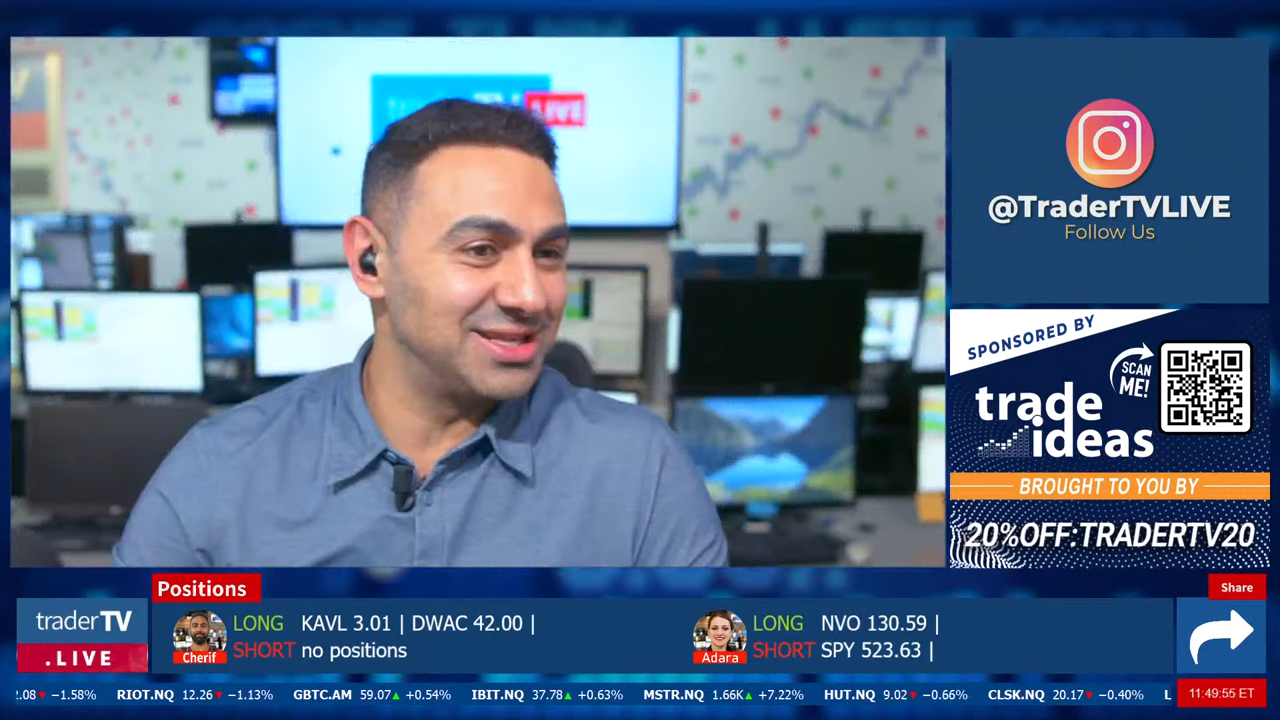 LIVE
@TraderTVLIVE
Follow Us
SPONSORED BY
SCAN
ME!
trade
ideas
BROUGHT TO YOU BY
20%OFF:TRADERTV20
Positions
Share
traderTV
.LIVE
Cherif
LONG KAVL 3.01 | DWAC 42.00 |
SHORT no positions
Adara
LONG NVO 130.59 |
SHORT SPY 523.63 |
2.08 −1.58% RIOT.NQ 12.26 −1.13% GBTC.AM 59.07 +0.54% IBIT.NQ 37.78 +0.63% MSTR.NQ 1.66K +7.22% HUT.NQ 9.02 −0.66% CLSK.NQ 20.17 −0.40% L
11:49:55 ET